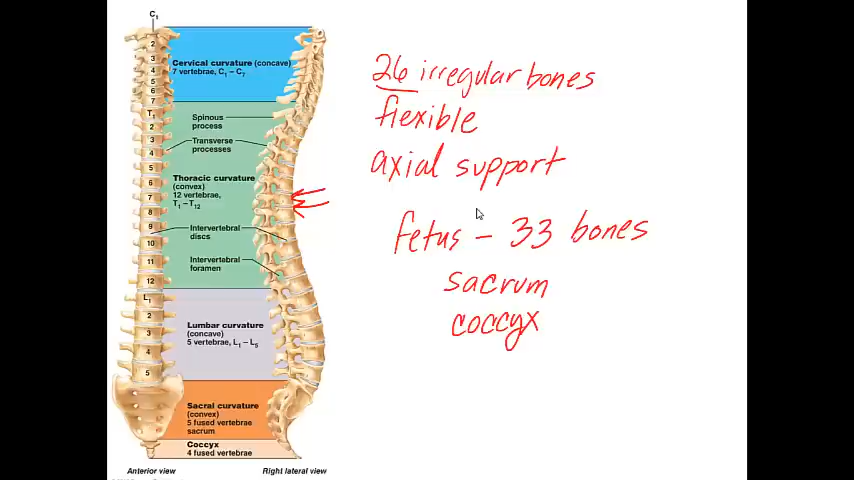 C1
2
3
4
5
6
7
T1
2
3
4
5
6
7
8
9
10
11
12
L1
2
3
4
5
Cervical curvature (concave)
7 vertebrae, C1 – C7
Spinous
process
Transverse
processes
Thoracic curvature
(convex)
12 vertebrae,
T1 – T12
Intervertebral
discs
Intervertebral
foramen
Lumbar curvature
(concave)
5 vertebrae, L1 – L5
Sacral curvature
(convex)
5 fused vertebrae
sacrum
Coccyx
4 fused vertebrae
Anterior view
Right lateral view
26 irregular bones
flexible
axial support
fetus – 33 bones
sacrum
coccyx